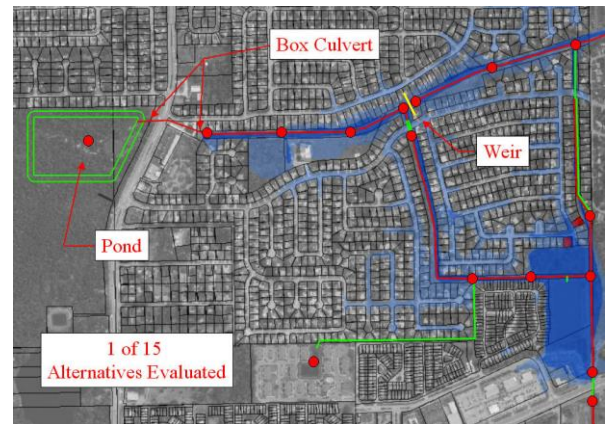 Box Culvert
Weir
Pond
1 of 15
Alternatives Evaluated